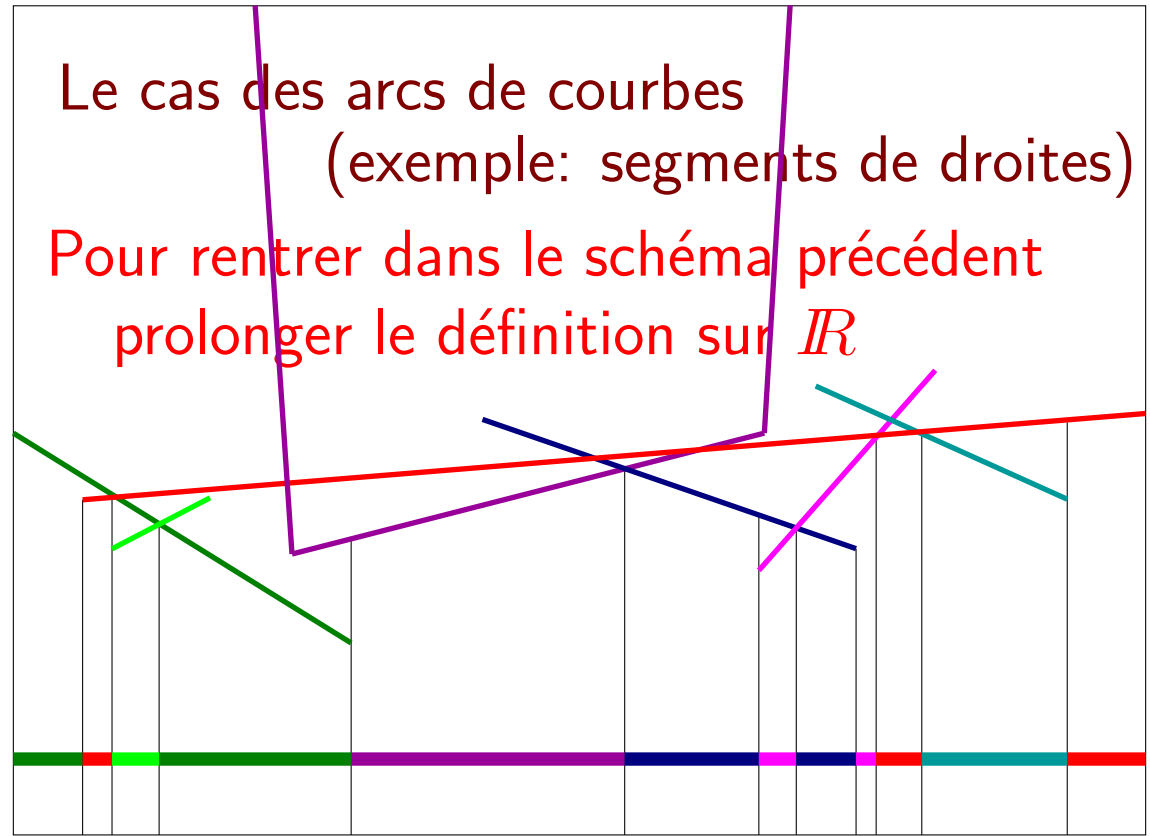 Le cas des arcs de courbes
(exemple: segments de droites)
Pour rentrer dans le schéma précédent
prolonger le définition sur ℝ